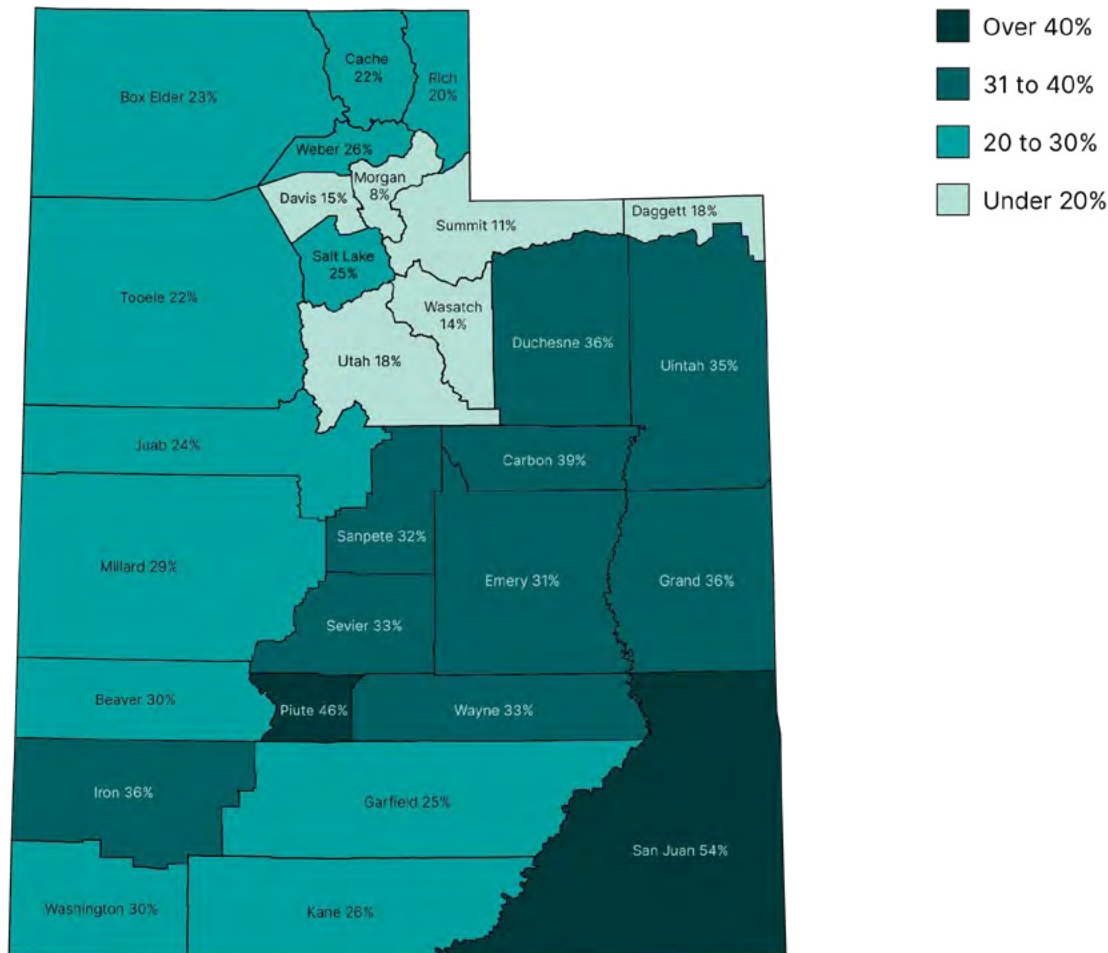 Over 40%
31 to 40%
20 to 30%
Under 20%
Cache
22%
Rich
20%
Box Elder 23%
Weber 26%
Morgan
8%
Davis 15%
Summit 11%
Daggett 18%
Salt Lake
25%
Tooele 22%
Wasatch
14%
Duchesne 36%
Utah 18%
Uintah 35%
Juab 24%
Carbon 39%
Sanpete 32%
Millard 29%
Emery 31%
Grand 36%
Sevier 33%
Beaver 30%
Piute 46%
Wayne 33%
Iron 36%
Garfield 25%
San Juan 54%
Washington 30%
Kane 26%